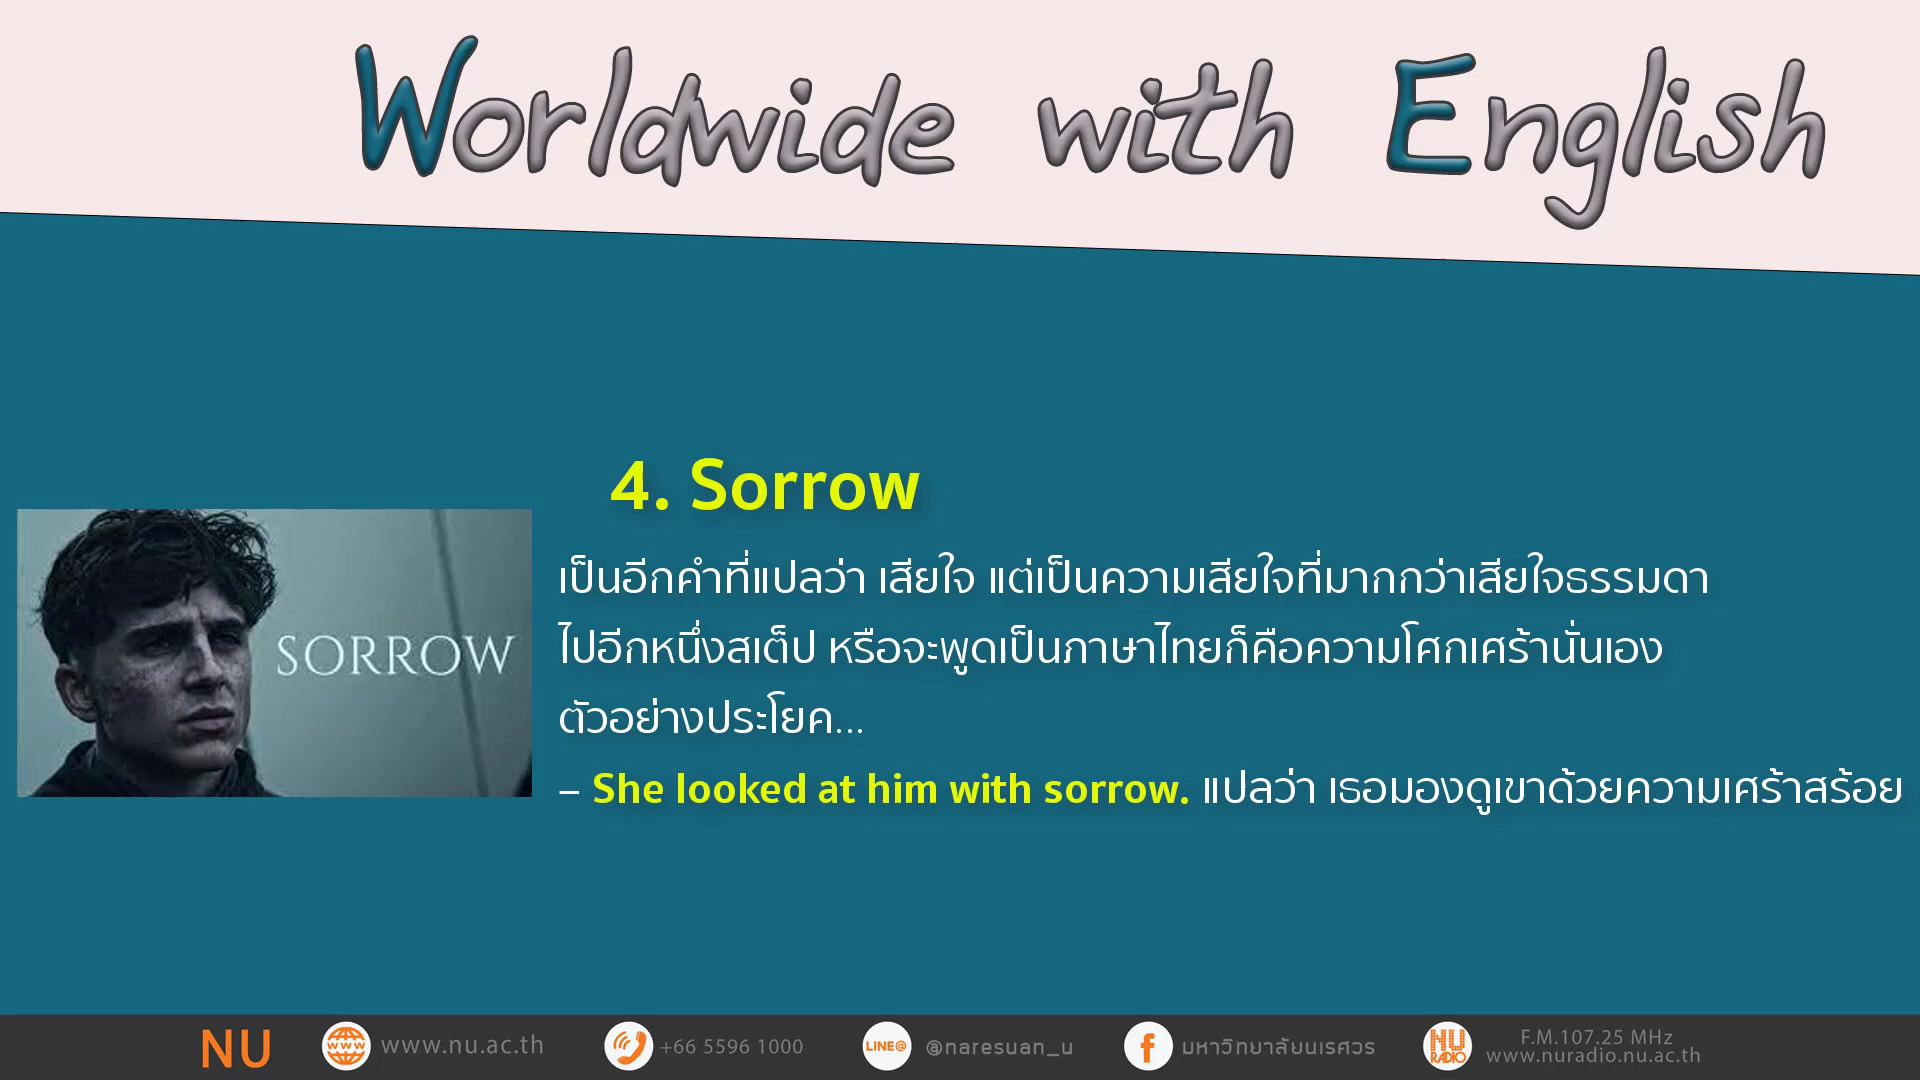 Worldwide with English
4. Sorrow
SORROW
เป็นอีกคำที่แปลว่า เสียใจ แต่เป็นความเสียใจที่มากกว่าเสียใจธรรมดา
ไปอีกหนึ่งสเต็ป หรือจะพูดเป็นภาษาไทยก็คือความโศกเศร้านั่นเอง
ตัวอย่างประโยค...
– She looked at him with sorrow. แปลว่า เธอมองดูเขาด้วยความเศร้าสร้อย
NU www www.nu.ac.th +66 5596 1000 LINE@ @naresuan_u f มหาวิทยาลัยนเรศวร NU RADIO F.M.107.25 MHz
www.nuradio.nu.ac.th